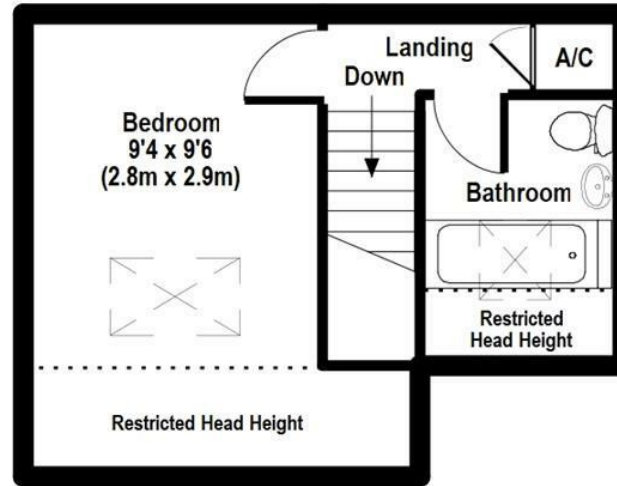 Landing
A/C
Down
Bedroom
9'4 x 9'6
(2.8m x 2.9m)
Bathroom
Restricted
Head Height
Restricted Head Height